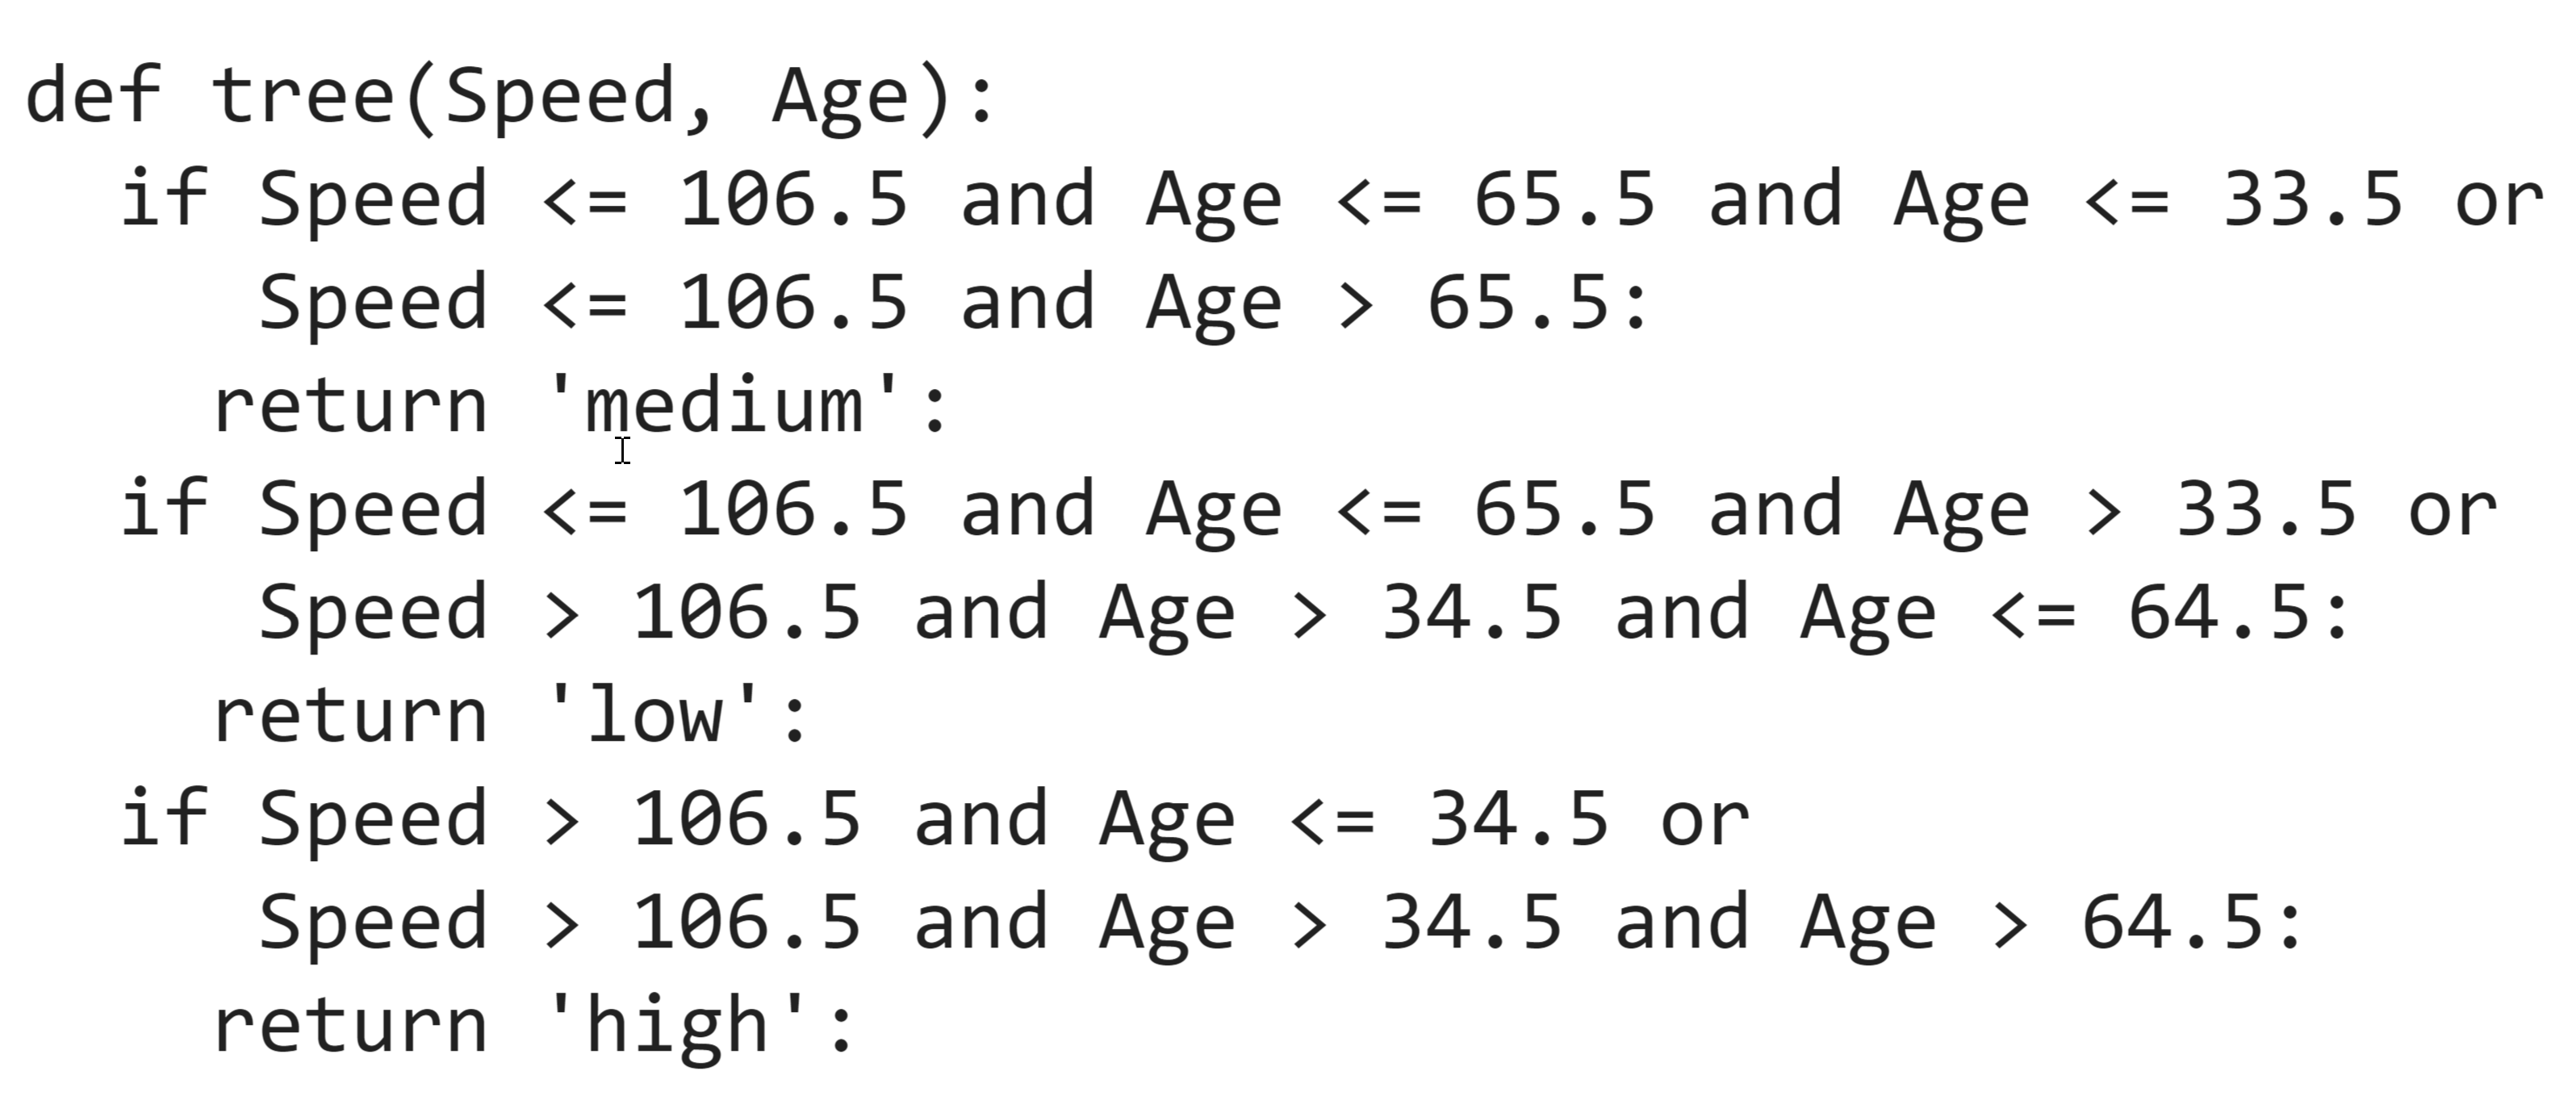 def tree(Speed, Age):
  if Speed <= 106.5 and Age <= 65.5 and Age <= 33.5 or
     Speed <= 106.5 and Age > 65.5:
    return 'medium':
  if Speed <= 106.5 and Age <= 65.5 and Age > 33.5 or
     Speed > 106.5 and Age > 34.5 and Age <= 64.5:
    return 'low':
  if Speed > 106.5 and Age <= 34.5 or
     Speed > 106.5 and Age > 34.5 and Age > 64.5:
    return 'high':